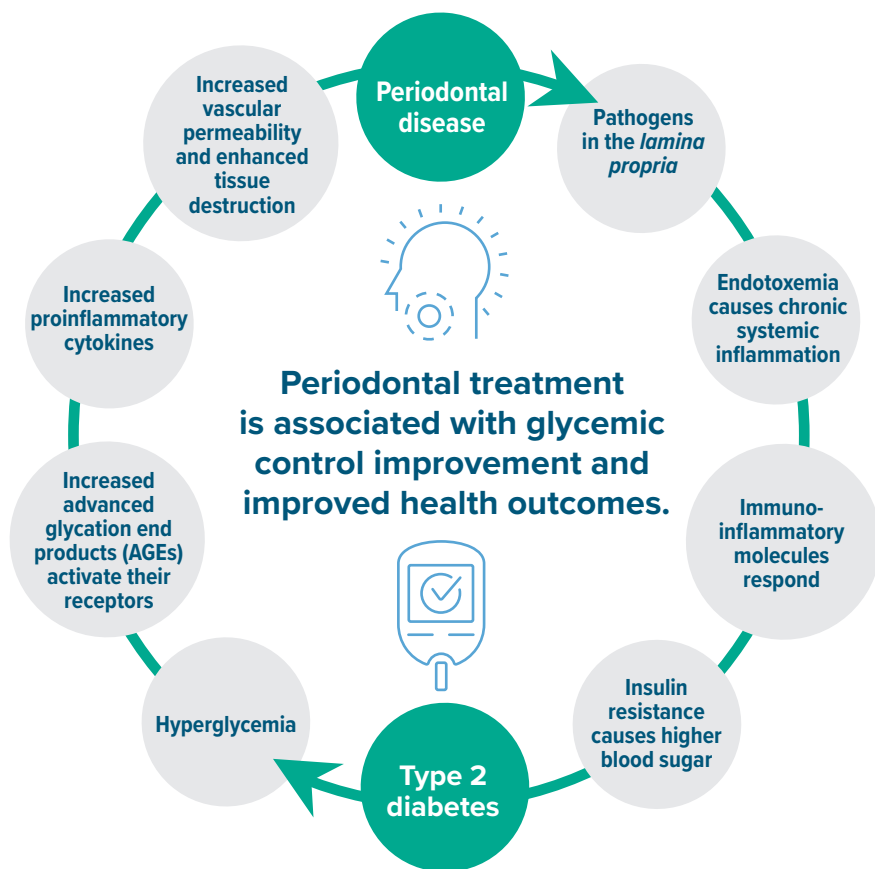 Periodontal
disease
Pathogens
in the lamina
propria
Endotoxemia
causes chronic
systemic
inflammation
Immuno-
inflammatory
molecules
respond
Insulin
resistance
causes higher
blood sugar
Type 2
diabetes
Hyperglycemia
Increased
advanced
glycation end
products (AGEs)
activate their
receptors
Increased
proinflammatory
cytokines
Increased
vascular
permeability
and enhanced
tissue
destruction
Periodontal treatment
is associated with glycemic
control improvement and
improved health outcomes.